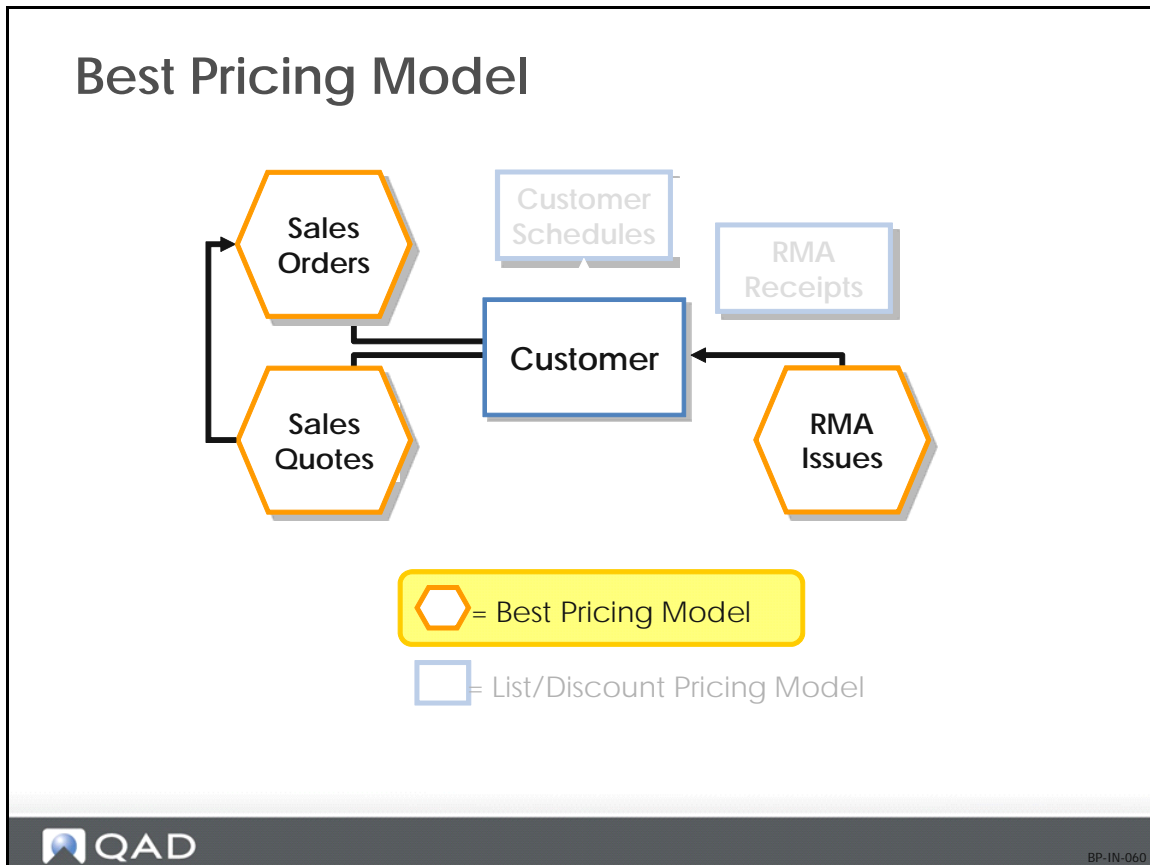 Best Pricing Model
Sales
Orders
Customer
Schedules
RMA
Receipts
Customer
Sales
Quotes
RMA
Issues
= Best Pricing Model
= List/Discount Pricing Model
QAD
BP-IN-060